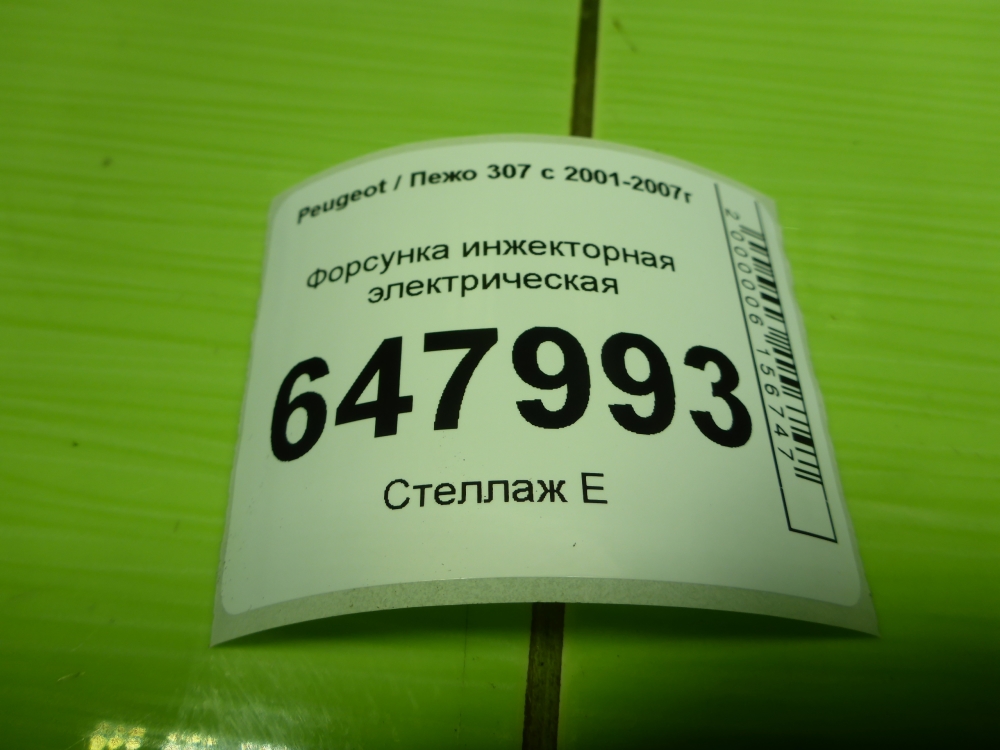 Peugeot / Пежо 307 с 2001-2007г
Форсунка инжекторная
электрическая
647993
Стеллаж Е
2000006156747